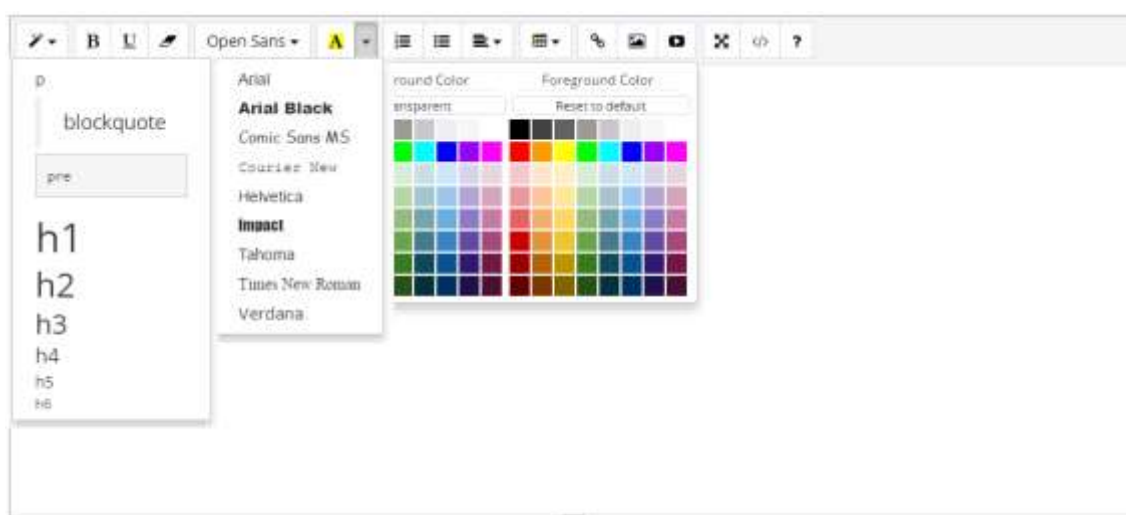 B U Open Sans A </> ?
p
blockquote
pre
h1
h2
h3
h4
h5
h6
Arial
Arial Black
Comic Sans MS
Courier New
Helvetica
Impact
Tahoma
Times New Roman
Verdana
round Color
ansparent
Foreground Color
Reset to default